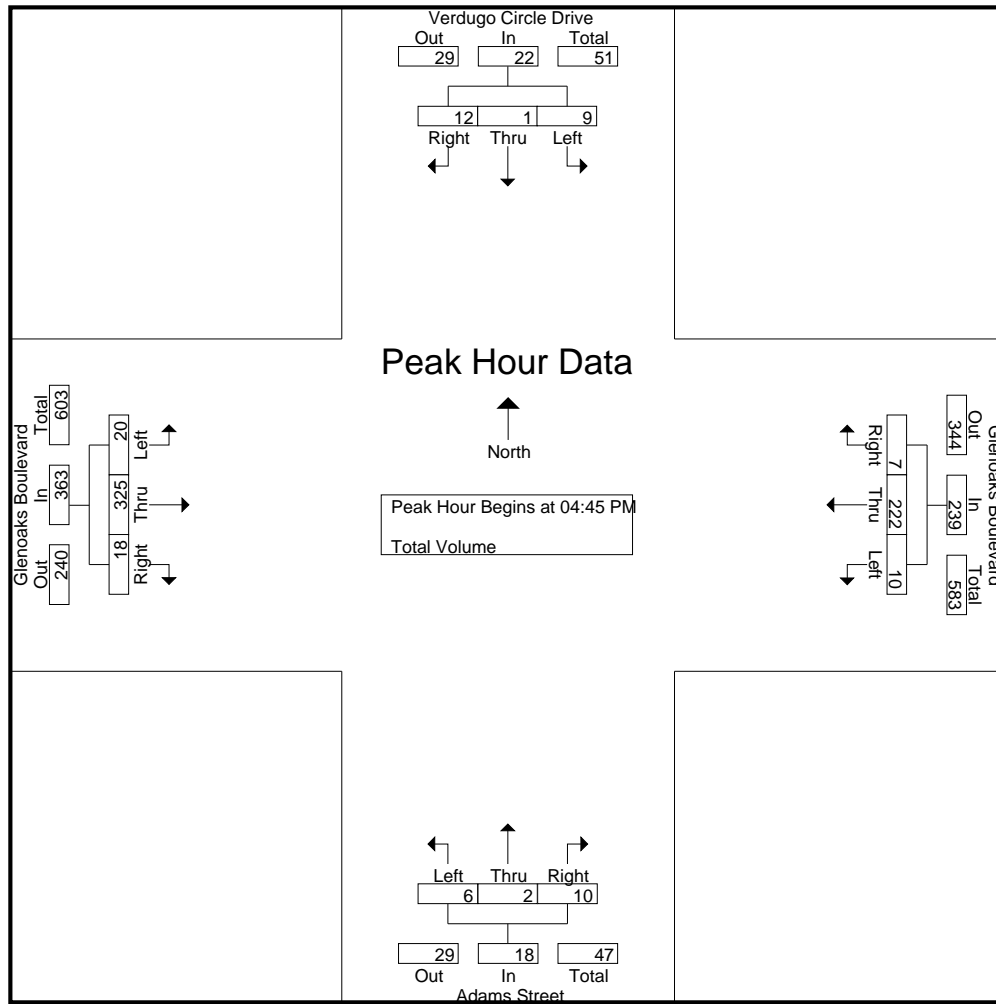 Verdugo Circle Drive
Out In Total
29 22 51
12 1 9
Right Thru Left
Peak Hour Data
North
Peak Hour Begins at 04:45 PM
Total Volume
Glenoaks Boulevard
Out In Total
240 363 603
20 325 18
Left Thru Right
Right Thru Left
7 222 10
344 239 583
Out In Total
Glenoaks Boulevard
Left Thru Right
6 2 10
29 18 47
Out In Total
Adams Street